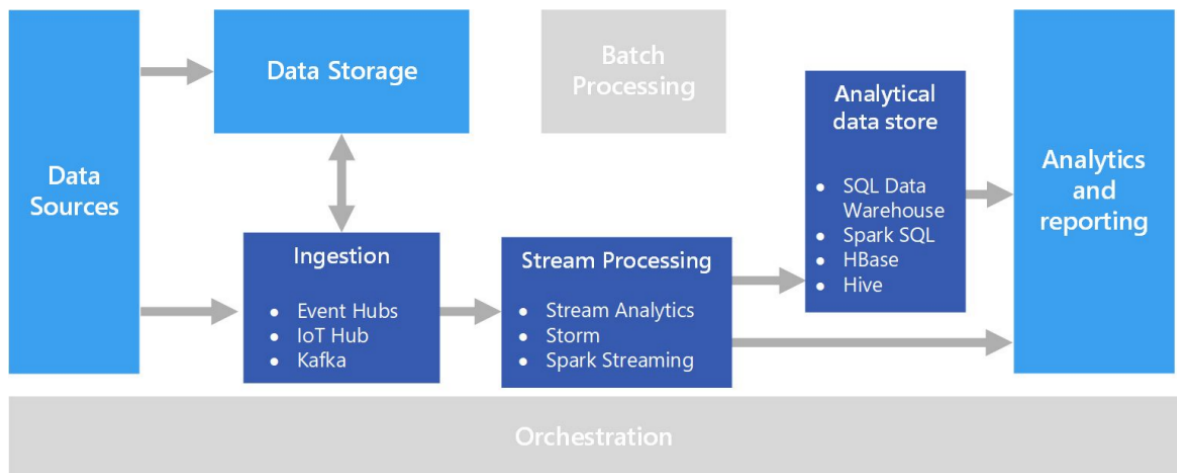 Data
Sources
Data Storage
Batch
Processing
Ingestion
• Event Hubs
• IoT Hub
• Kafka
Stream Processing
• Stream Analytics
• Storm
• Spark Streaming
Analytical
data store
• SQL Data
Warehouse
• Spark SQL
• HBase
• Hive
Analytics
and
reporting
Orchestration